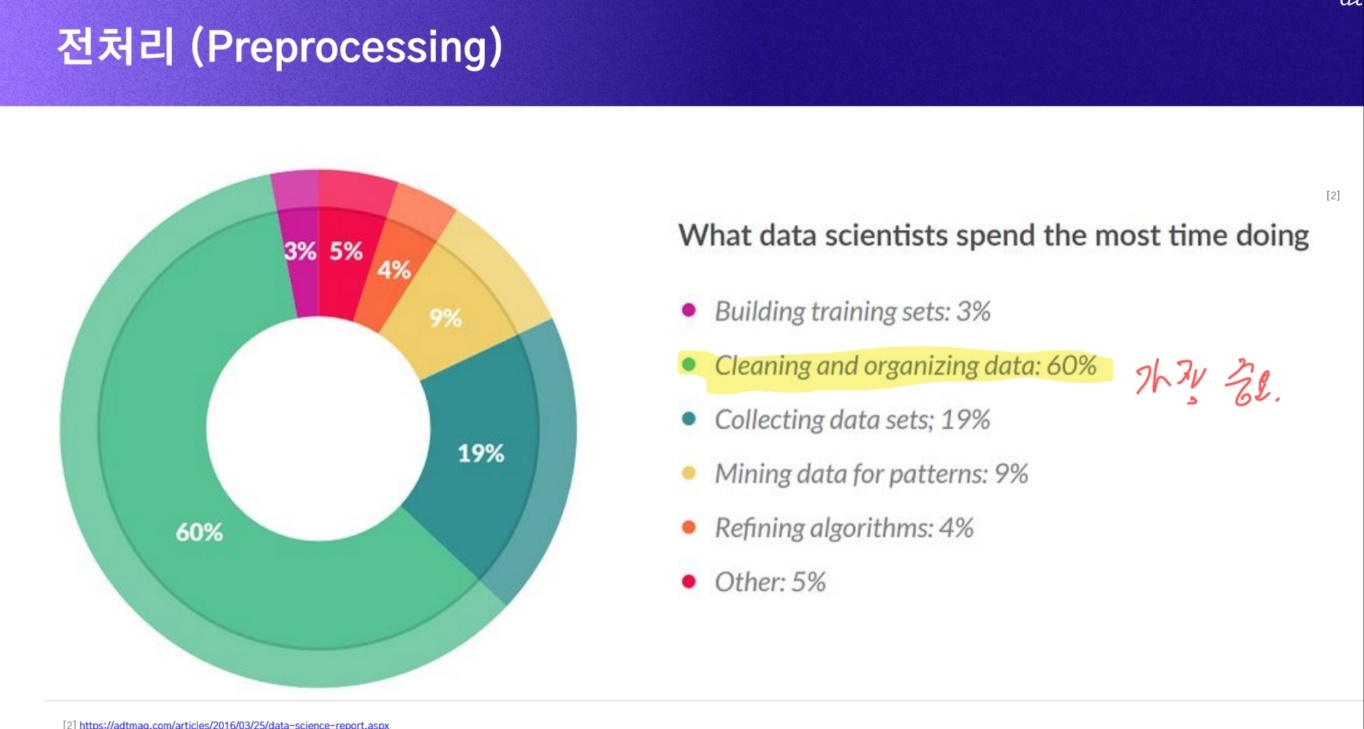 전처리 (Preprocessing)
[2]
What data scientists spend the most time doing
3%
5%
4%
9%
19%
60%
Building training sets: 3%
Cleaning and organizing data: 60%
가장 중요.
Collecting data sets; 19%
Mining data for patterns: 9%
Refining algorithms: 4%
Other: 5%
[2] https://adtmag.com/articles/2016/03/25/data-science-report.aspx